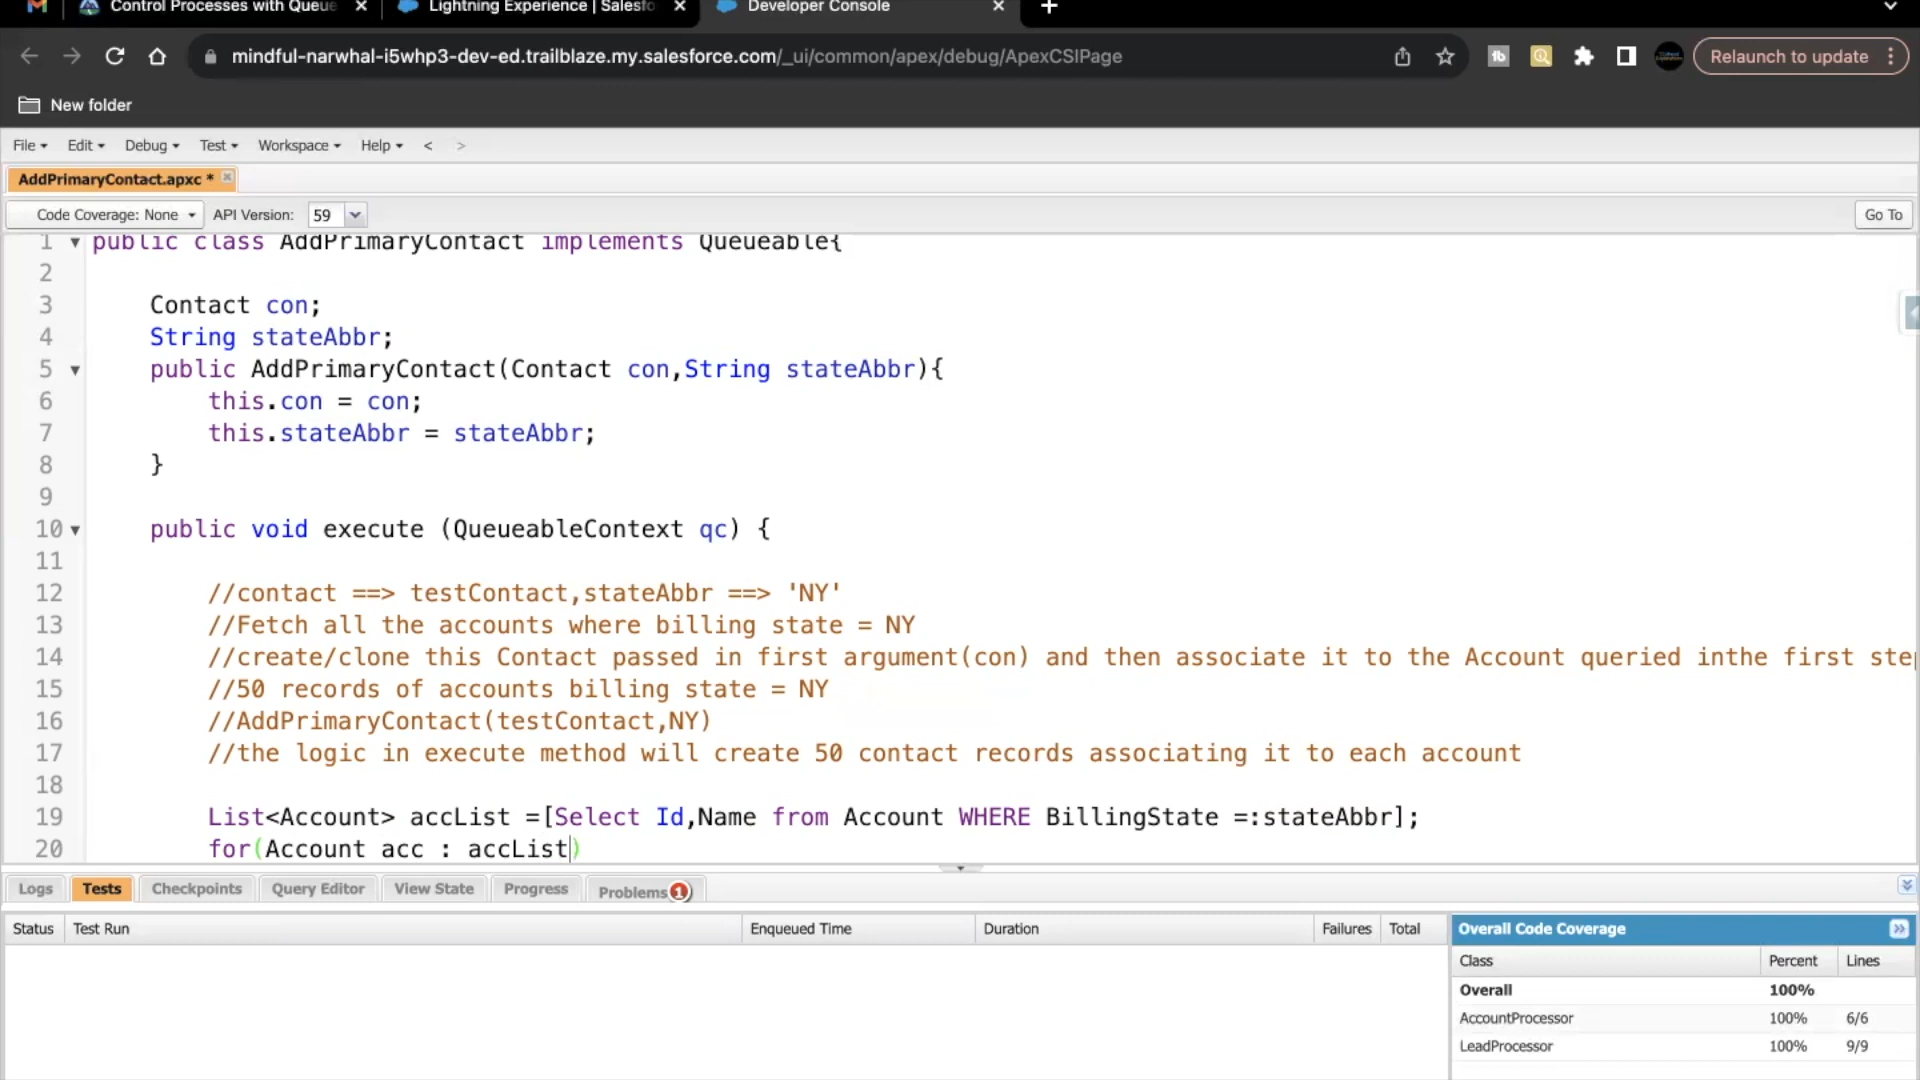 Control Processes with Queue
Lightning Experience | Salesfo
Developer Console
mindful-narwhal-i5whp3-dev-ed.trailblaze.my.salesforce.com/_ui/common/apex/debug/ApexCSIPage
Relaunch to update
New folder
File Edit Debug Test Workspace Help < >
AddPrimaryContact.apxc *
Code Coverage: None API Version: 59 Go To
1 public class AddPrimaryContact implements Queueable{
2
3 Contact con;
4 String stateAbbr;
5 public AddPrimaryContact(Contact con,String stateAbbr){
6 this.con = con;
7 this.stateAbbr = stateAbbr;
8 }
9
10 public void execute (QueueableContext qc) {
11
12 //contact ==> testContact,stateAbbr ==> 'NY'
13 //Fetch all the accounts where billing state = NY
14 //create/clone this Contact passed in first argument(con) and then associate it to the Account queried inthe first step
15 //50 records of accounts billing state = NY
16 //AddPrimaryContact(testContact,NY)
17 //the logic in execute method will create 50 contact records associating it to each account
18
19 List<Account> accList =[Select Id,Name from Account WHERE BillingState =:stateAbbr];
20 for(Account acc : accList)
Logs Tests Checkpoints Query Editor View State Progress Problems 1
Status Test Run Enqueued Time Duration Failures Total
Overall Code Coverage
Class Percent Lines
Overall 100%
AccountProcessor 100% 6/6
LeadProcessor 100% 9/9